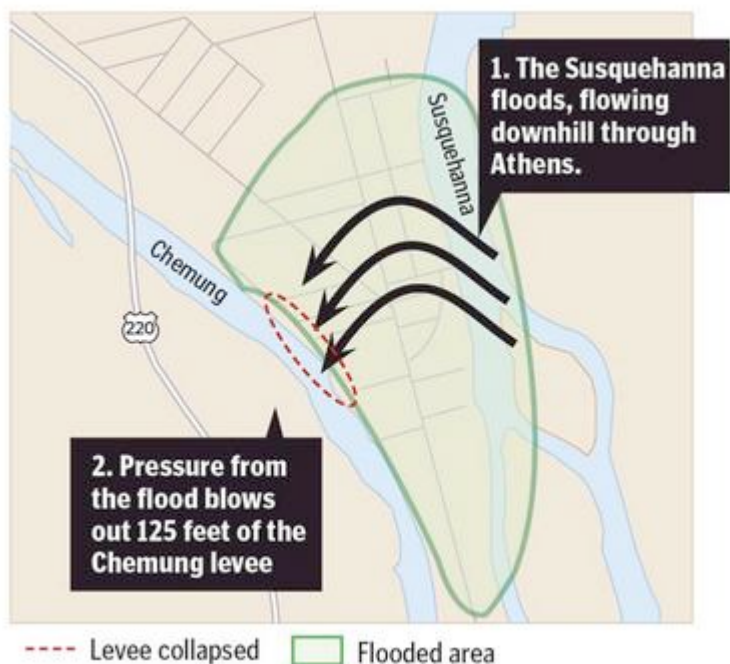 1. The Susquehanna
floods, flowing
downhill through
Athens.
Susquehanna
Chemung
220
2. Pressure from
the flood blows
out 125 feet of the
Chemung levee
Levee collapsed
Flooded area